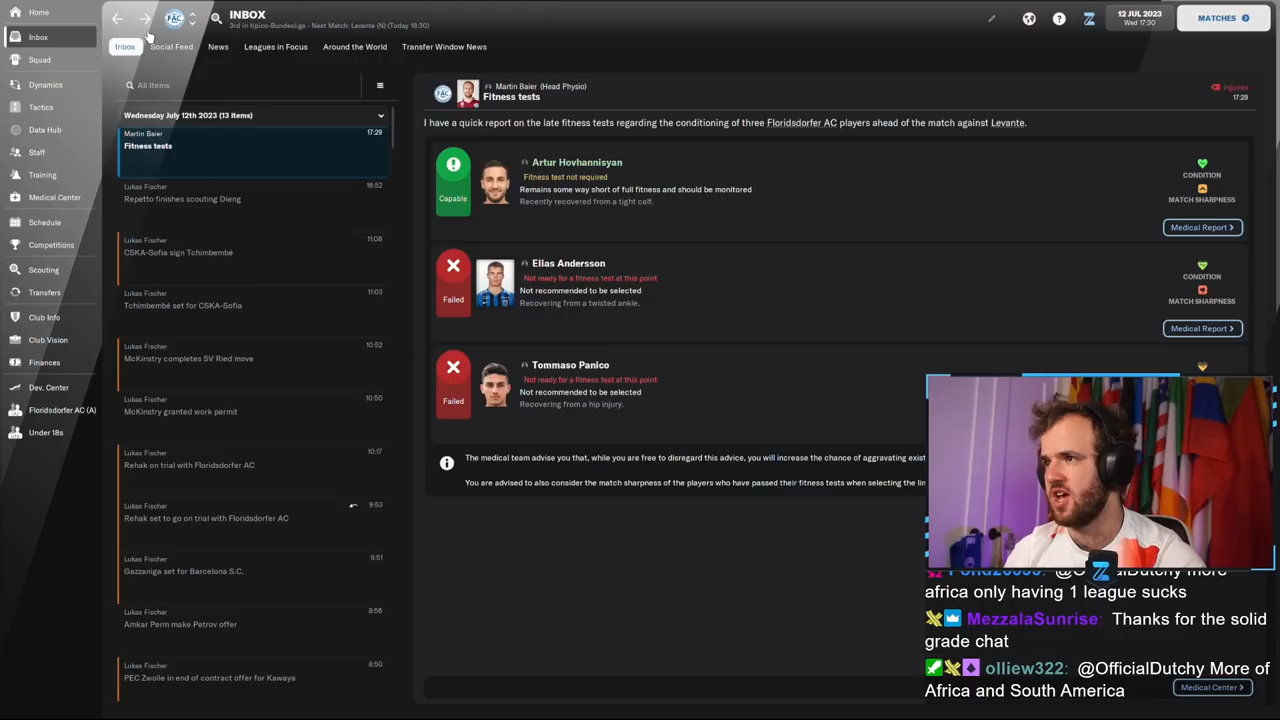 INBOX
3rd in tipico-Bundesliga - Next Match: Levante (N) (Today 18:30)
12 JUL 2023
Wed 17:30
MATCHES
Home
Inbox
Squad
Dynamics
Tactics
Data Hub
Staff
Training
Medical Center
Schedule
Competitions
Scouting
Transfers
Club Info
Club Vision
Finances
Dev. Center
Floridsdorfer AC (A)
Under 18s
Inbox
Social Feed
News
Leagues in Focus
Around the World
Transfer Window News
All Items
Wednesday July 12th 2023 (13 items)
Martin Baier 17:29
Fitness tests
Lukas Fischer 16:52
Repetto finishes scouting Dieng
Lukas Fischer 11:08
CSKA-Sofia sign Tchimbembé
Lukas Fischer 11:03
Tchimbembé set for CSKA-Sofia
Lukas Fischer 10:52
McKinstry completes SV Ried move
Lukas Fischer 10:50
McKinstry granted work permit
Lukas Fischer 10:17
Rehak on trial with Floridsdorfer AC
Lukas Fischer 9:53
Rehak set to go on trial with Floridsdorfer AC
Lukas Fischer 9:51
Gazzaniga set for Barcelona S.C.
Lukas Fischer 8:56
Amkar Perm make Petrov offer
Lukas Fischer 8:50
PEC Zwolle in end of contract offer for Kawaya
FAC
Martin Baier (Head Physio)
Fitness tests
Injuries
17:29
I have a quick report on the late fitness tests regarding the conditioning of three Floridsdorfer AC players ahead of the match against Levante.
Capable
Artur Hovhannisyan
Fitness test not required
Remains some way short of full fitness and should be monitored
Recently recovered from a tight calf.
CONDITION
MATCH SHARPNESS
Medical Report
Failed
Elias Andersson
Not ready for a fitness test at this point
Not recommended to be selected
Recovering from a twisted ankle.
CONDITION
MATCH SHARPNESS
Medical Report
Failed
Tommaso Panico
Not ready for a fitness test at this point
Not recommended to be selected
Recovering from a hip injury.
The medical team advise you that, while you are free to disregard this advice, you will increase the chance of aggravating exist
You are advised to also consider the match sharpness of the players who have passed their fitness tests when selecting the lin
africa only having 1 league sucks
MezzalaSunrise: Thanks for the solid
grade chat
olliew322: @OfficialDutchy More of
Africa and South America
Medical Center